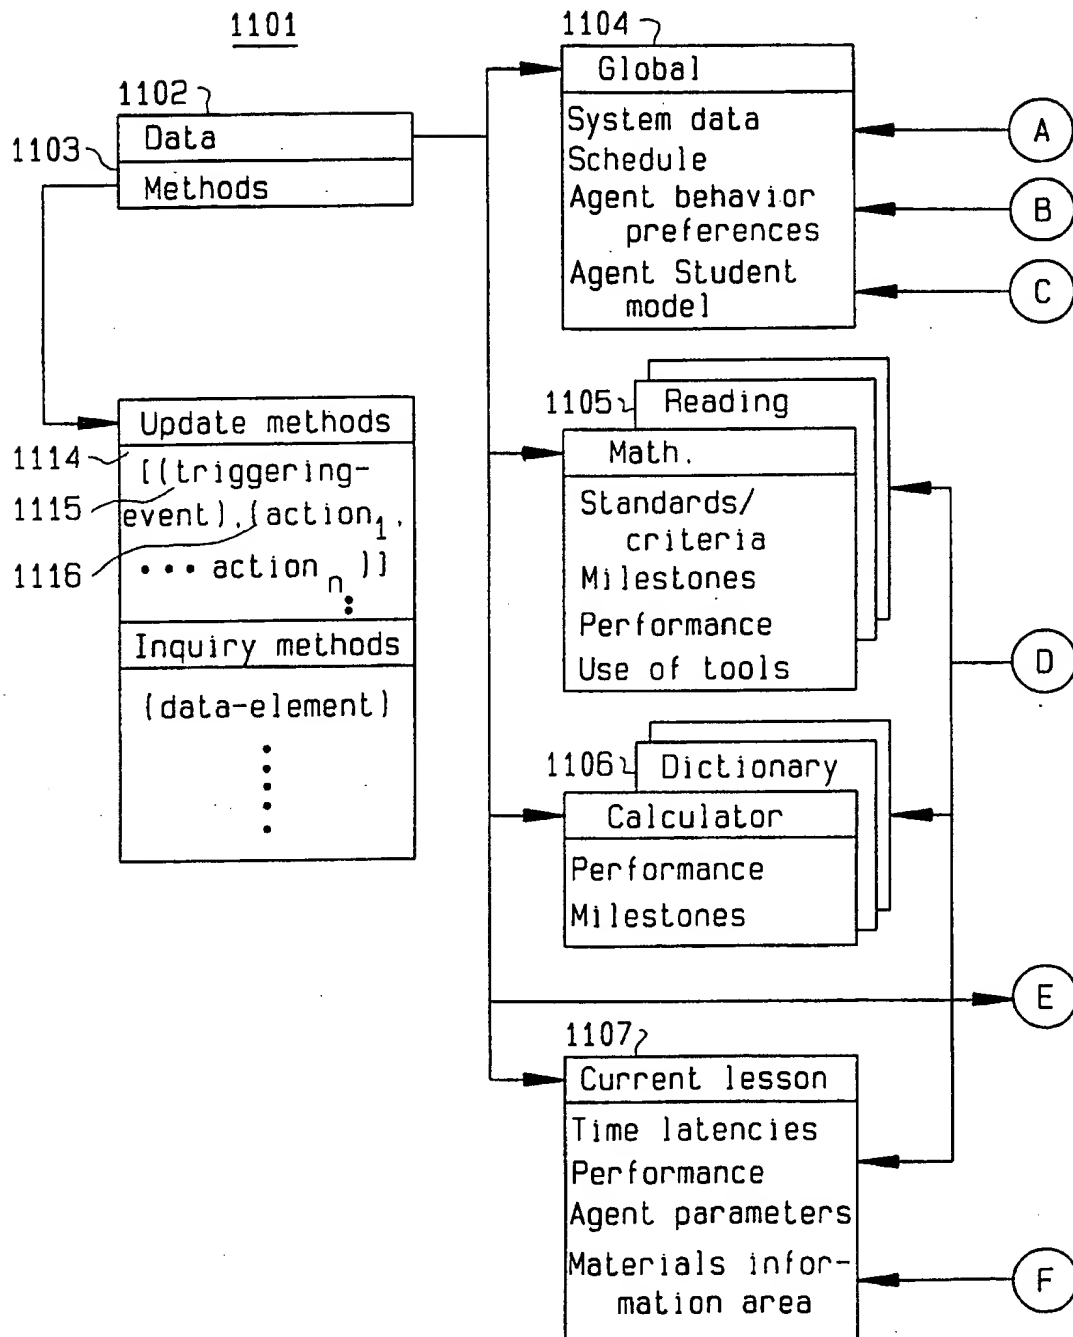 1101
1102
Data
1103
Methods
Update methods
1114
[((triggering-
1115
event),(action1,
1116
••• action n )]]
Inquiry methods
(data-element)
1104
Global
System data
Schedule
Agent behavior
preferences
Agent Student
model
A
B
C
1105
Reading
Math.
Standards/
criteria
Milestones
Performance
Use of tools
D
1106
Dictionary
Calculator
Performance
Milestones
E
1107
Current lesson
Time latencies
Performance
Agent parameters
Materials infor-
mation area
F